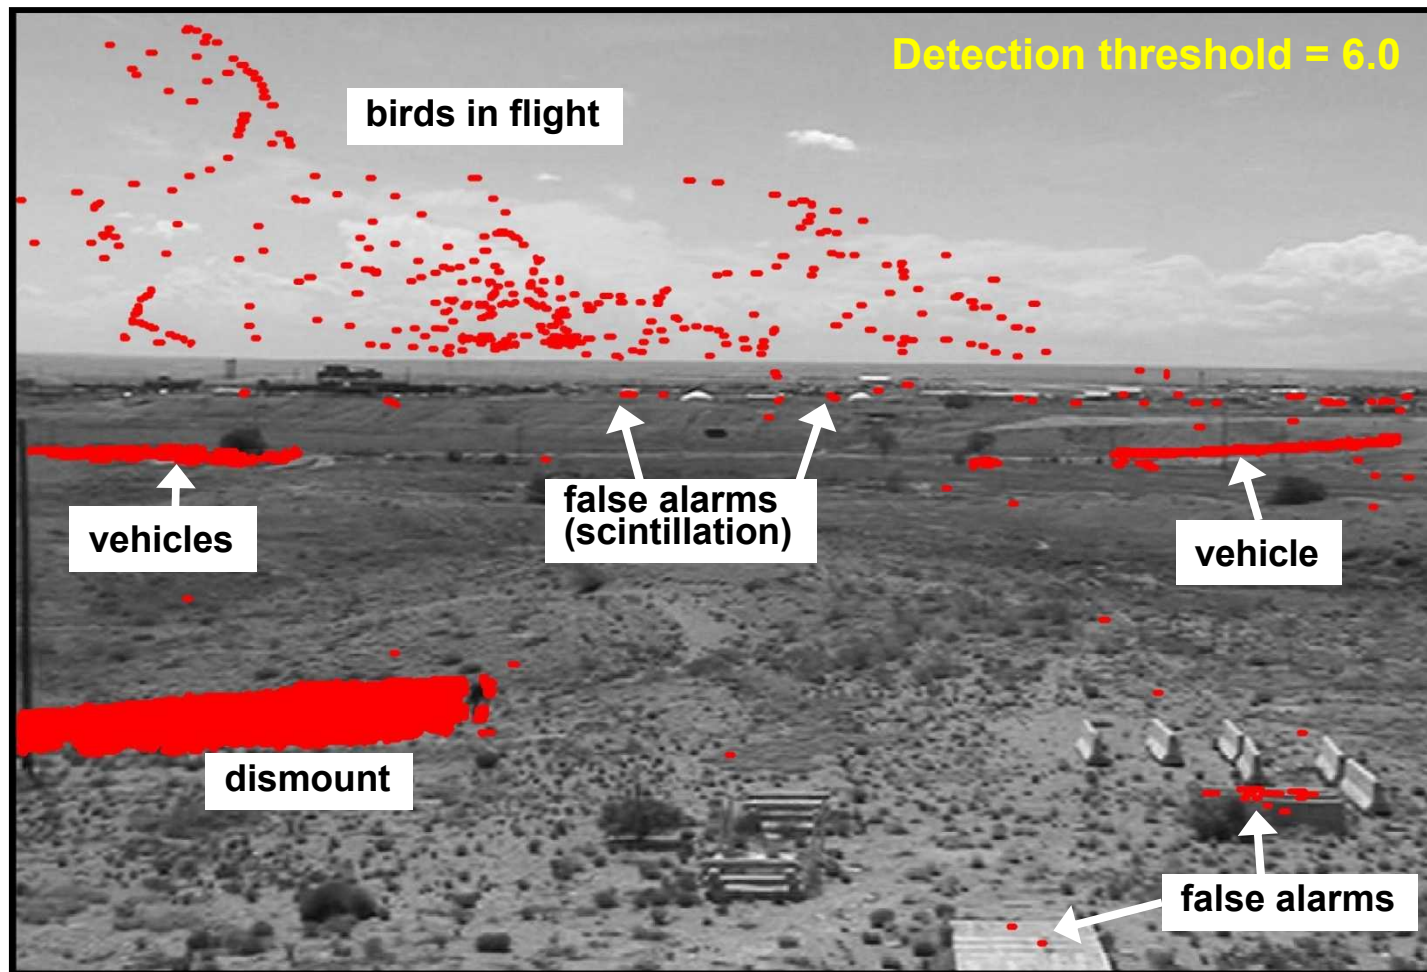 Detection threshold = 6.0
birds in flight
false alarms
(scintillation)
vehicles
vehicle
dismount
false alarms